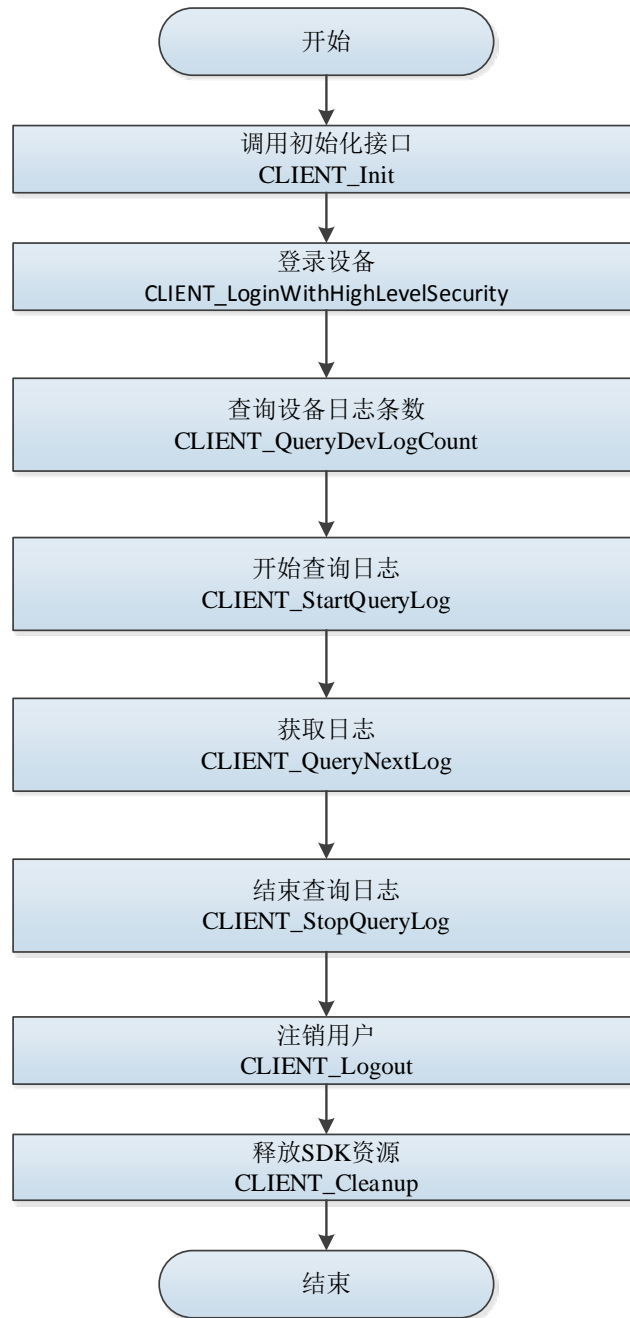 开始
调用初始化接口
CLIENT_Init
登录设备
CLIENT_LoginWithHighLevelSecurity
查询设备日志条数
CLIENT_QueryDevLogCount
开始查询日志
CLIENT_StartQueryLog
获取日志
CLIENT_QueryNextLog
结束查询日志
CLIENT_StopQueryLog
注销用户
CLIENT_Logout
释放SDK资源
CLIENT_Cleanup
结束